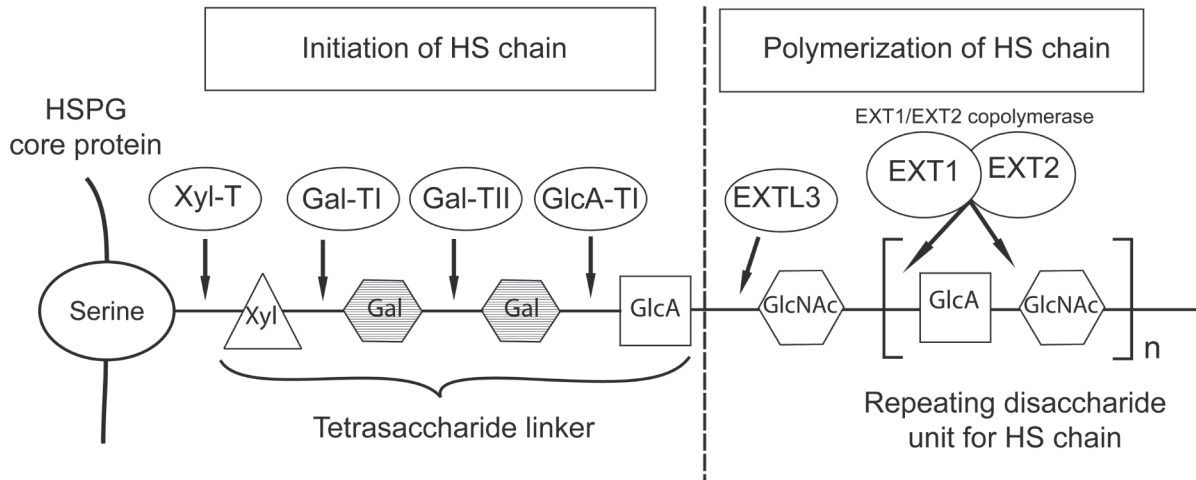 Initiation of HS chain
Polymerization of HS chain
HSPG
core protein
EXT1/EXT2 copolymerase
Xyl-T
Gal-TI
Gal-TII
GlcA-TI
EXTL3
EXT1
EXT2
Serine
Xyl
Gal
Gal
GlcA
GlcNAc
GlcA
GlcNAc
n
Tetrasaccharide linker
Repeating disaccharide
unit for HS chain